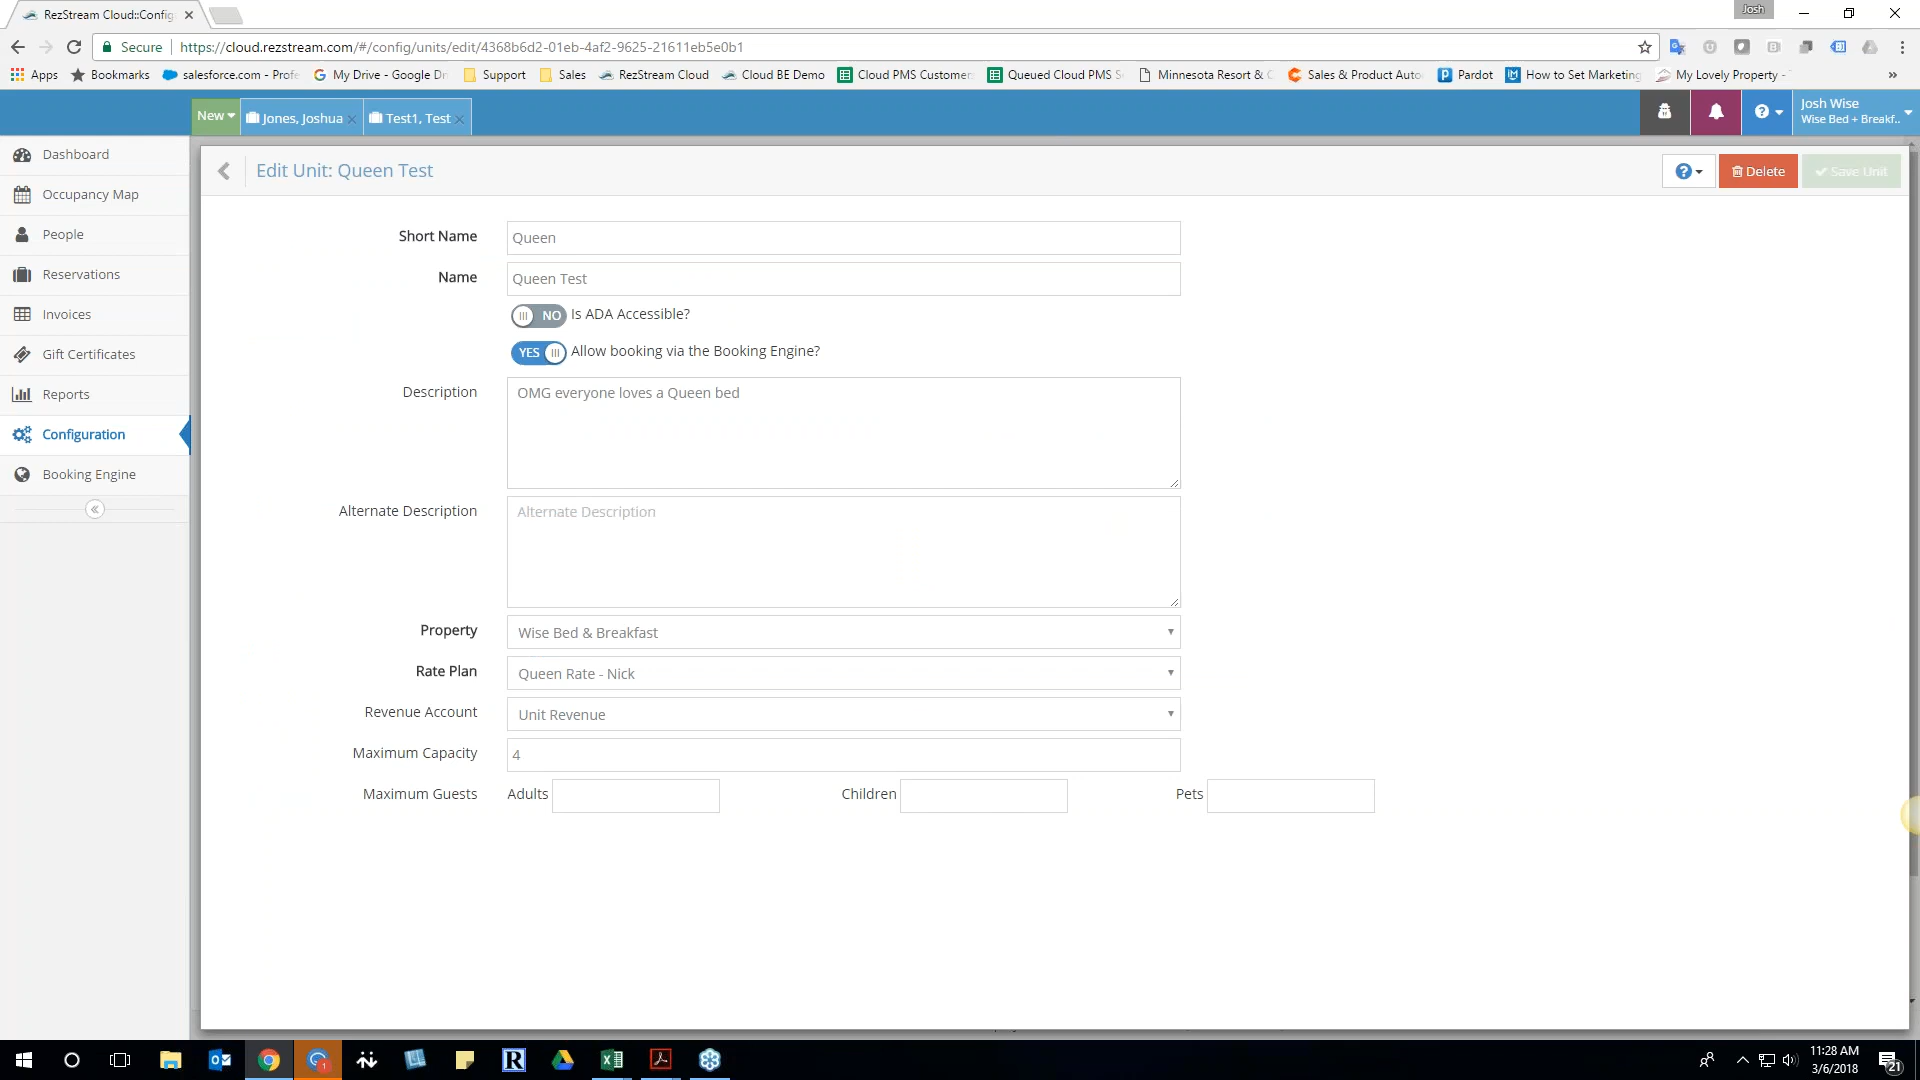 RezStream Cloud::Config
Josh
Secure
https://cloud.rezstream.com/#/config/units/edit/4368b6d2-01eb-4af2-9625-21611eb5e0b1
Apps
Bookmarks
salesforce.com - Profe
My Drive - Google Dri
Support
Sales
RezStream Cloud
Cloud BE Demo
Cloud PMS Customer
Queued Cloud PMS S
Minnesota Resort & C
Sales & Product Auto
Pardot
How to Set Marketing
My Lovely Property -
New
Jones, Joshua
Test1, Test
Josh Wise
Wise Bed + Breakf..
Dashboard
Occupancy Map
People
Reservations
Invoices
Gift Certificates
Reports
Configuration
Booking Engine
Edit Unit: Queen Test
Delete
Save Unit
Short Name
Queen
Name
Queen Test
NO Is ADA Accessible?
YES Allow booking via the Booking Engine?
Description
OMG everyone loves a Queen bed
Alternate Description
Alternate Description
Property
Wise Bed & Breakfast
Rate Plan
Queen Rate - Nick
Revenue Account
Unit Revenue
Maximum Capacity
4
Maximum Guests
Adults
Children
Pets
11:28 AM
3/6/2018
21